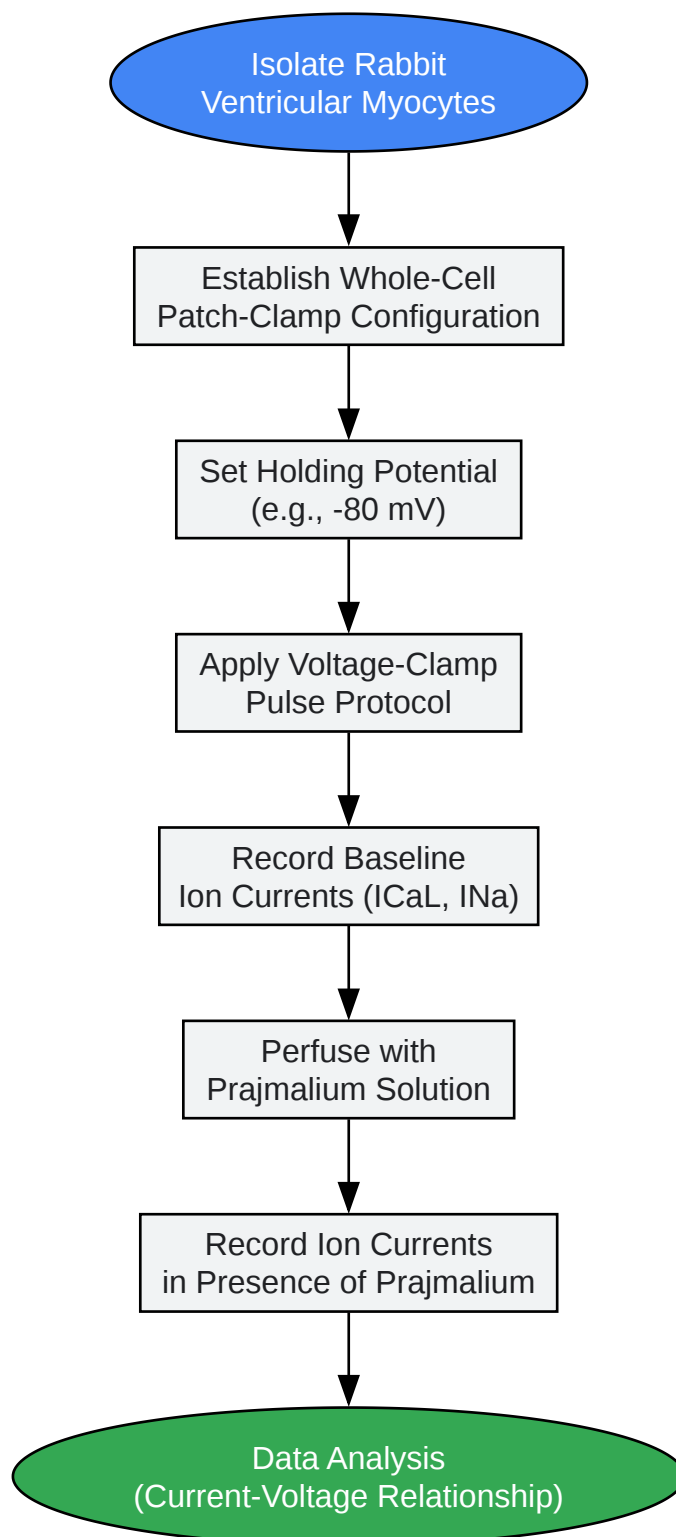 Isolate Rabbit
Ventricular Myocytes
Establish Whole-Cell
Patch-Clamp Configuration
Set Holding Potential
(e.g., -80 mV)
Apply Voltage-Clamp
Pulse Protocol
Record Baseline
Ion Currents (ICaL, INa)
Perfuse with
Prajmalium Solution
Record Ion Currents
in Presence of Prajmalium
Data Analysis
(Current-Voltage Relationship)